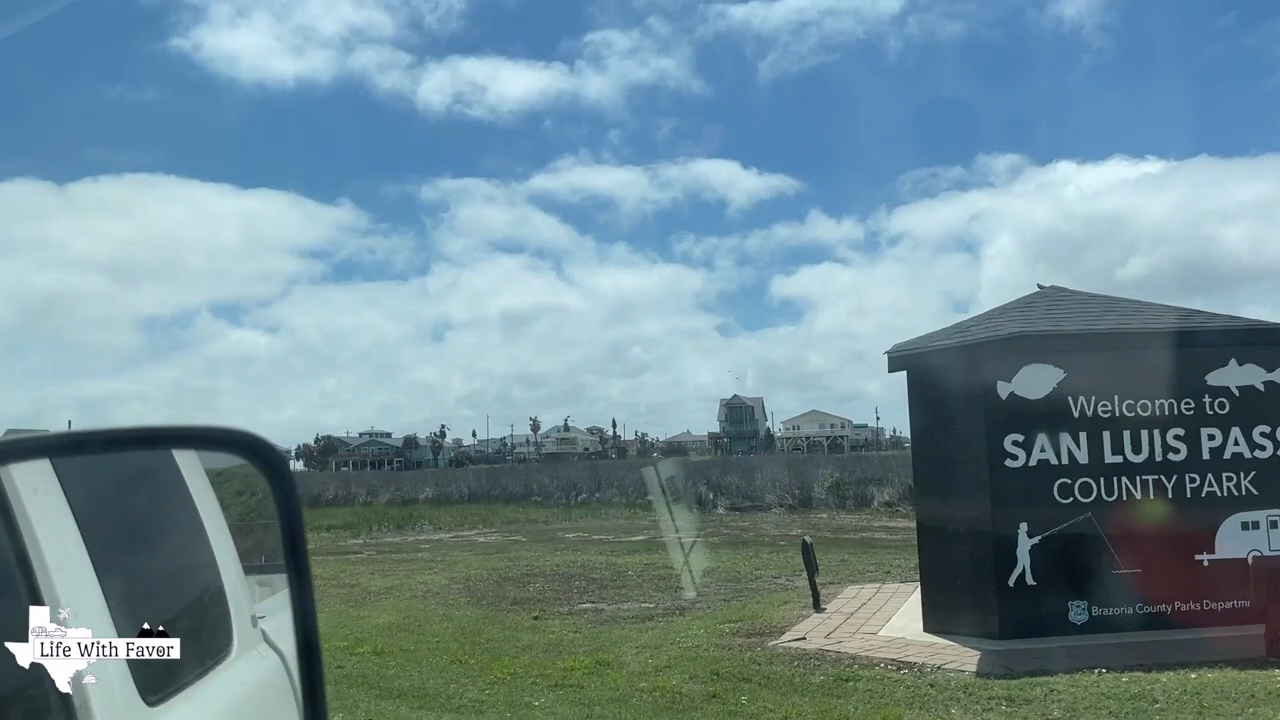 Welcome to
SAN LUIS PASS
COUNTY PARK
Brazoria County Parks Departm
Life With Favor